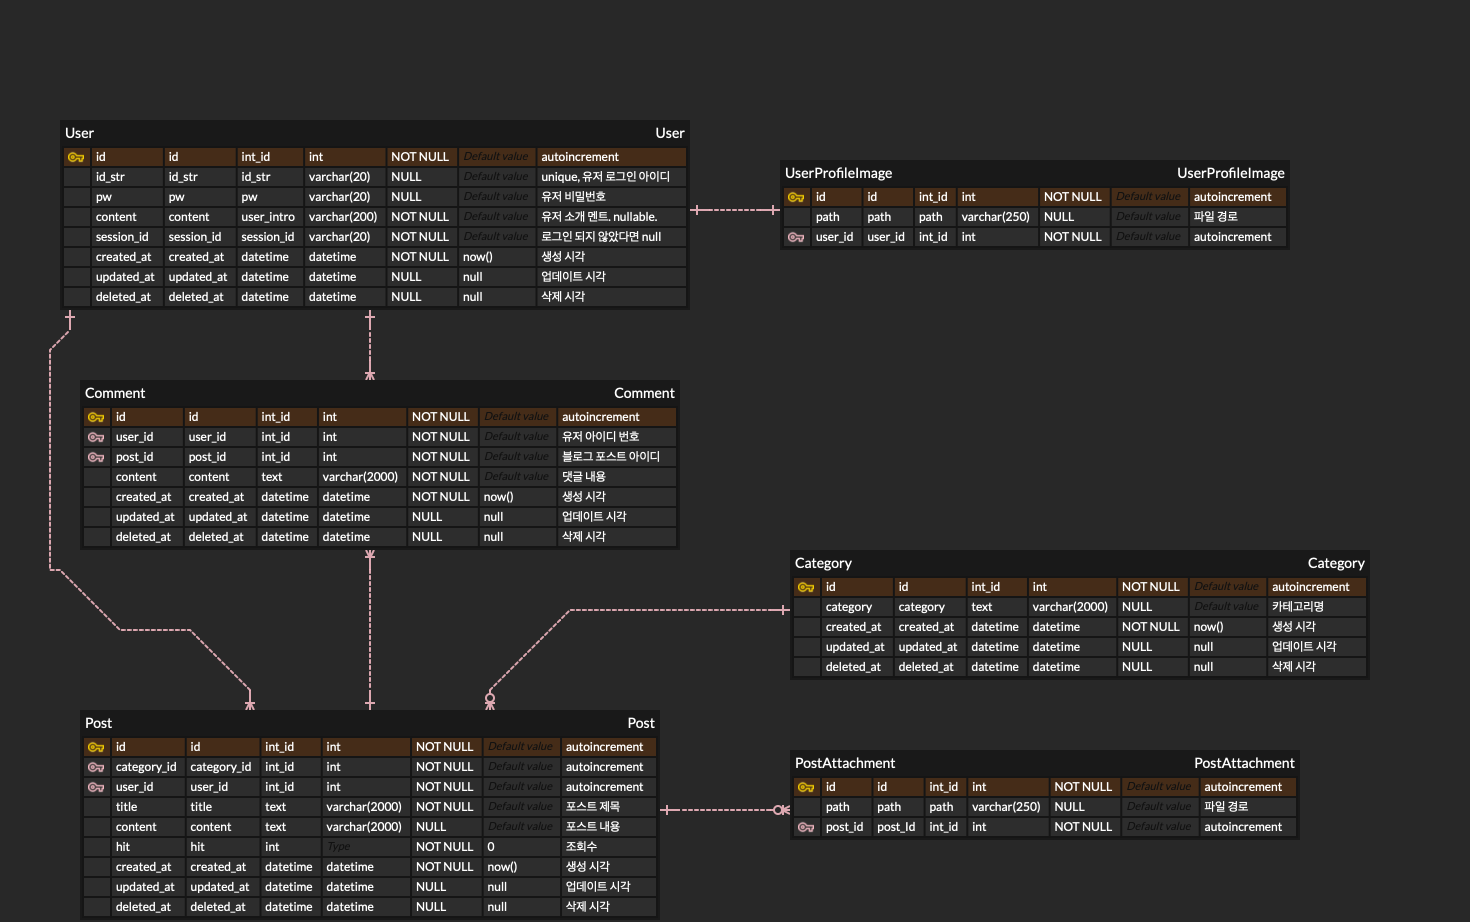 User User
id id int_id int NOT NULL Default value autoincrement
id_str id_str id_str varchar(20) NULL Default value unique, 유저 로그인 아이디
pw pw pw varchar(20) NULL Default value 유저 비밀번호
content content user_intro varchar(200) NOT NULL Default value 유저 소개 멘트. nullable.
session_id session_id session_id varchar(20) NOT NULL Default value 로그인 되지 않았다면 null
created_at created_at datetime datetime NOT NULL now() 생성 시각
updated_at updated_at datetime datetime NULL null 업데이트 시각
deleted_at deleted_at datetime datetime NULL null 삭제 시각
UserProfileImage UserProfileImage
id id int_id int NOT NULL Default value autoincrement
path path path varchar(250) NULL Default value 파일 경로
user_id user_id int_id int NOT NULL Default value autoincrement
Comment Comment
id id int_id int NOT NULL Default value autoincrement
user_id user_id int_id int NOT NULL Default value 유저 아이디 번호
post_id post_id int_id int NOT NULL Default value 블로그 포스트 아이디
content content text varchar(2000) NOT NULL Default value 댓글 내용
created_at created_at datetime datetime NOT NULL now() 생성 시각
updated_at updated_at datetime datetime NULL null 업데이트 시각
deleted_at deleted_at datetime datetime NULL null 삭제 시각
Category Category
id id int_id int NOT NULL Default value autoincrement
category category text varchar(2000) NULL Default value 카테고리명
created_at created_at datetime datetime NOT NULL now() 생성 시각
updated_at updated_at datetime datetime NULL null 업데이트 시각
deleted_at deleted_at datetime datetime NULL null 삭제 시각
Post Post
id id int_id int NOT NULL Default value autoincrement
category_id category_id int_id int NOT NULL Default value autoincrement
user_id user_id int_id int NOT NULL Default value autoincrement
title title text varchar(2000) NOT NULL Default value 포스트 제목
content content text varchar(2000) NULL Default value 포스트 내용
hit hit int Type NOT NULL 0 조회수
created_at created_at datetime datetime NOT NULL now() 생성 시각
updated_at updated_at datetime datetime NULL null 업데이트 시각
deleted_at deleted_at datetime datetime NULL null 삭제 시각
PostAttachment PostAttachment
id id int_id int NOT NULL Default value autoincrement
path path path varchar(250) NULL Default value 파일 경로
post_id post_Id int_id int NOT NULL Default value autoincrement